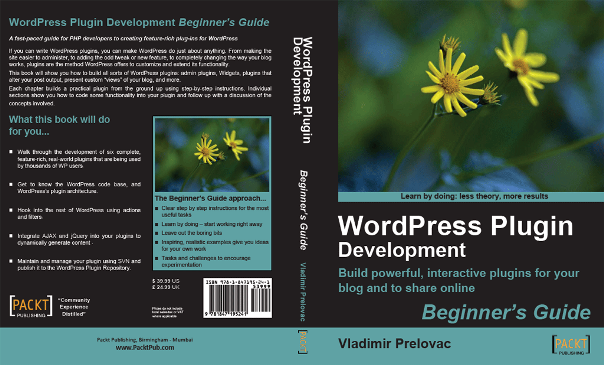 WordPress Plugin Development Beginner's Guide
A fast-paced guide for PHP developers to creating feature-rich plug-ins for WordPress
If you can write WordPress plugins, you can make WordPress do just about anything. From making the
site easier to administer, to adding the odd tweak or new feature, to completely changing the way your blog
works, plugins are the method WordPress offers to customize and extend its functionality.
This book will show you how to build all sorts of WordPress plugins: admin plugins, Widgets, plugins that
alter your post output, present custom "views" of your blog, and more.
Each chapter builds a practical plugin from the ground up using step-by-step instructions. Individual
sections show you how to code some functionality into your plugin and follow up with a discussion of the
concepts involved.
What this book will do
for you...
Walk through the development of six complete,
feature-rich, real-world plugins that are being used
by thousands of WP users
Get to know the WordPress code base, and
WordPress's plugin architecture.
Hook into the rest of WordPress using actions
and filters
Integrate AJAX and jQuery into your plugins to
dynamically generate content
Maintain and manage your plugin using SVN and
publish it to the WordPress Plugin Repository.
The Beginner's Guide approach...
Clear step by step instructions for the most
useful tasks
Learn by doing – start working right away
Leave out the boring bits
Inspiring, realistic examples give you ideas
for your own work
Tasks and challenges to encourage
experimentation
$ 39.99 US
£ 24.99 UK
Prices do not include
ISBN 978-1-847195-24-1
53999
9 781847 195241
[PACKT]
PUBLISHING
"Community
Experience
Distilled"
Packt Publishing, Birmingham - Mumbai
www.PacktPub.com
WordPress Plugin
Development
Beginner's Guide
Vladimir Prelovac
PACKT
Learn by doing: less theory, more results
WordPress Plugin
Development
Build powerful, interactive plugins for your
blog and to share online
Beginner's Guide
Vladimir Prelovac
[PACKT]
PUBLISHING